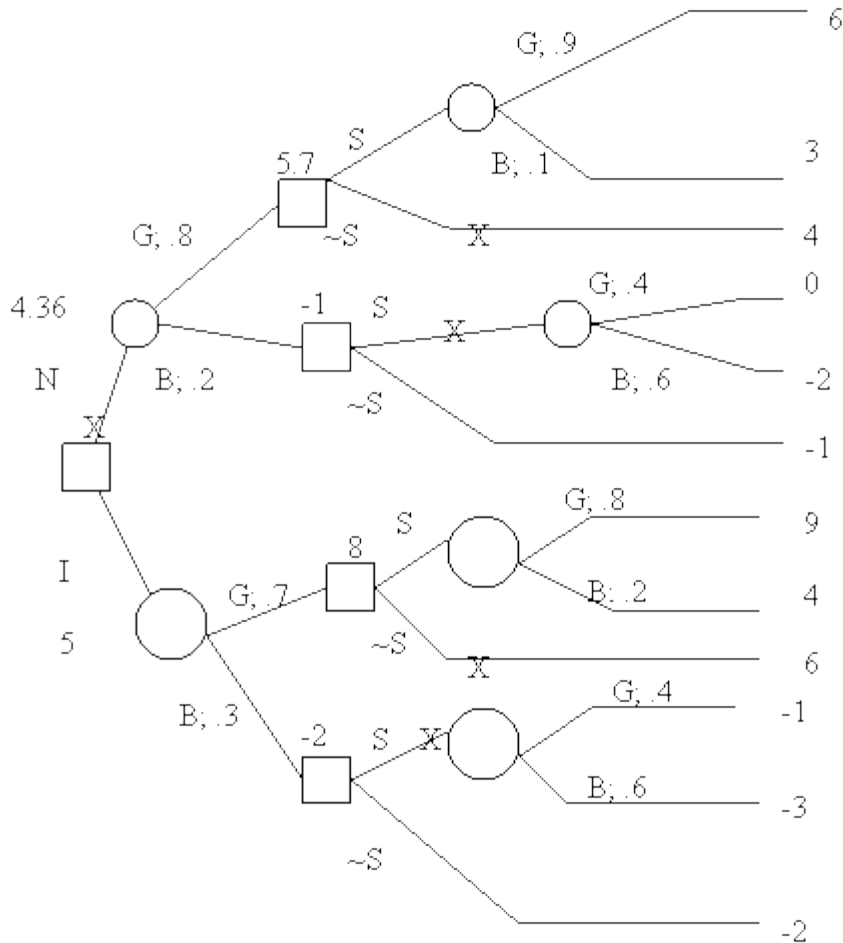 6
G; .9
S
B; .1
3
5.7
~S
X
4
G; .8
4.36
-1
S
X
G; .4
0
N
B; .2
~S
B; .6
-2
X
-1
G; .8
9
S
8
I
G; .7
B; .2
4
5
~S
X
6
G; .4
-1
B; .3
-2
S
X
B; .6
-3
~S
-2